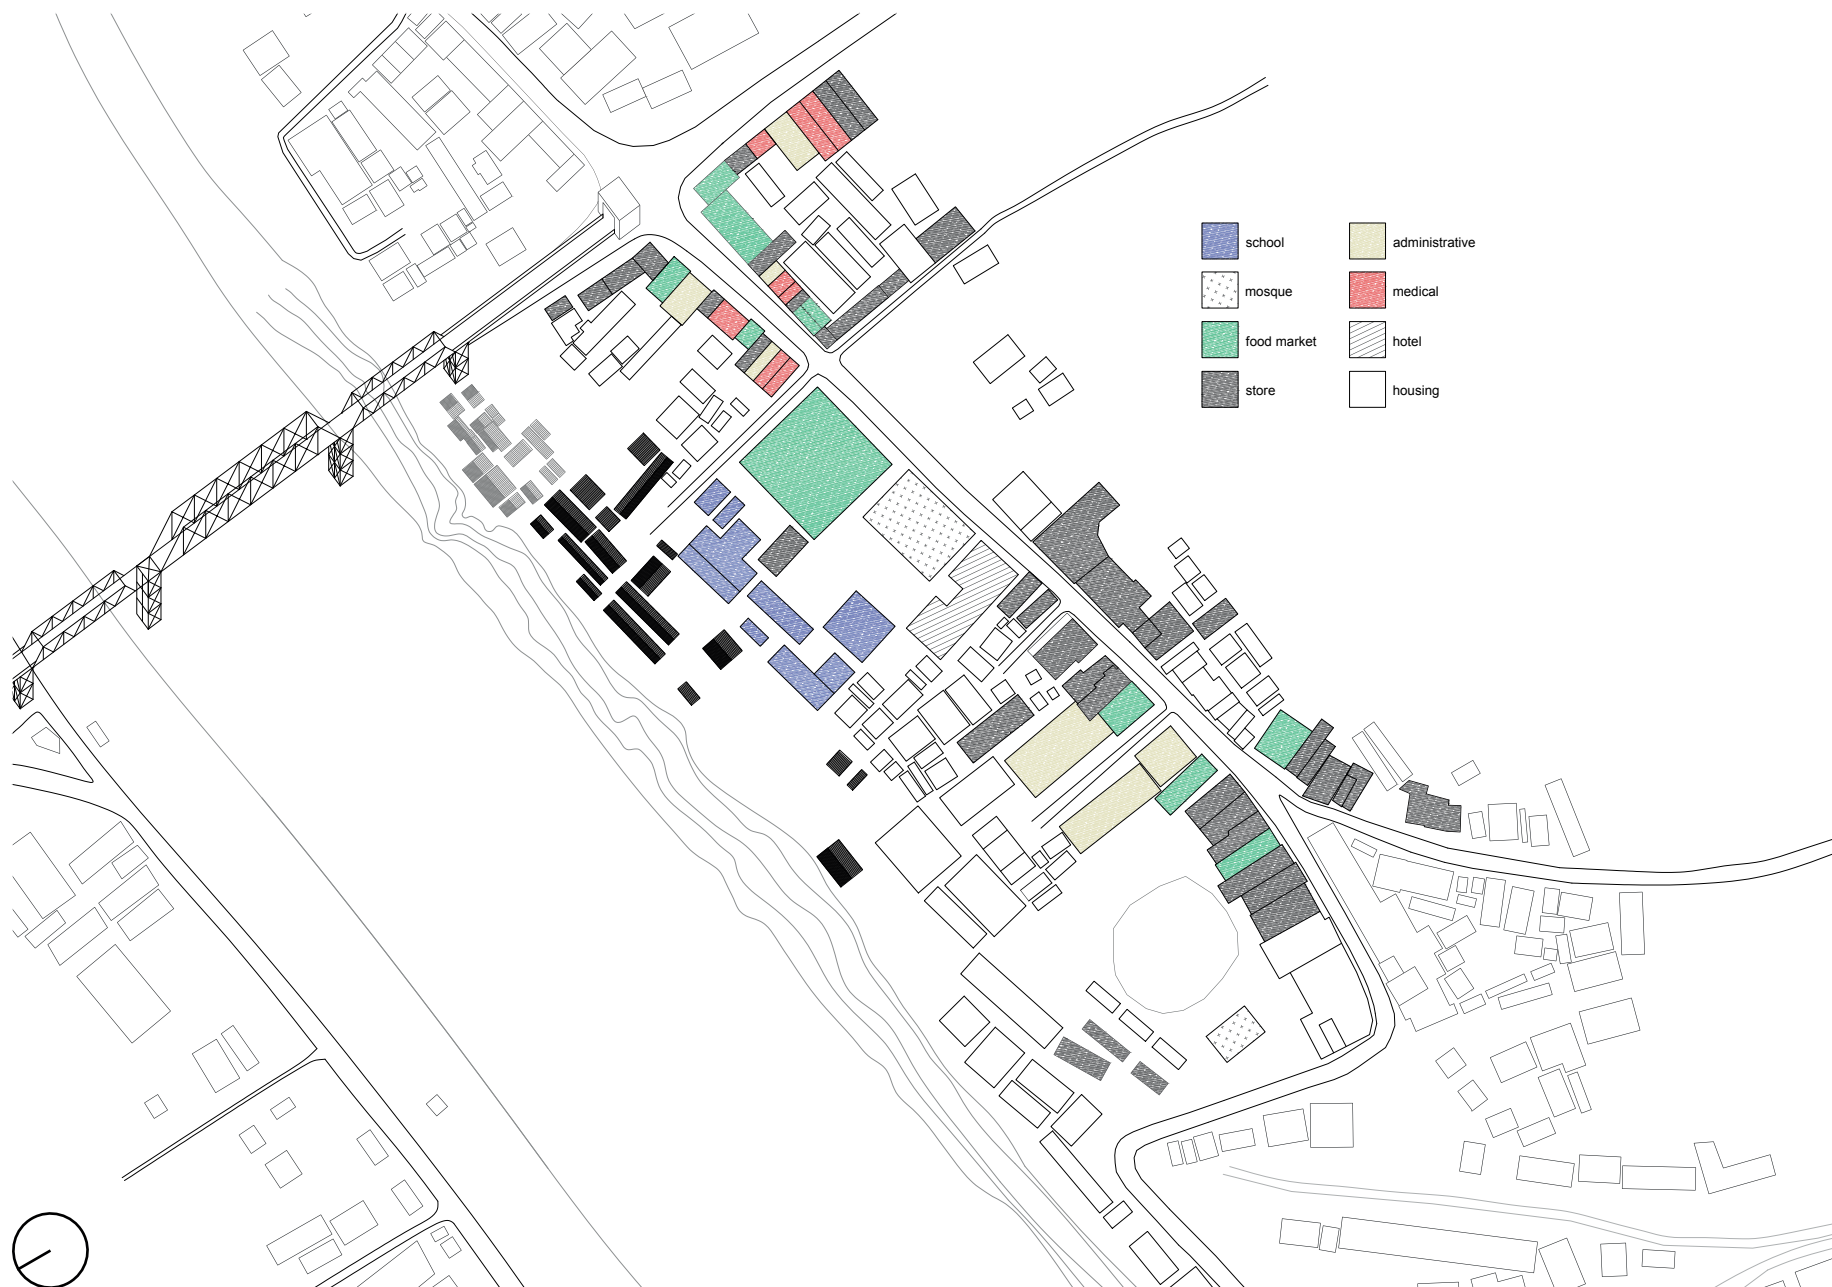 school
administrative
mosque
medical
food market
hotel
store
housing